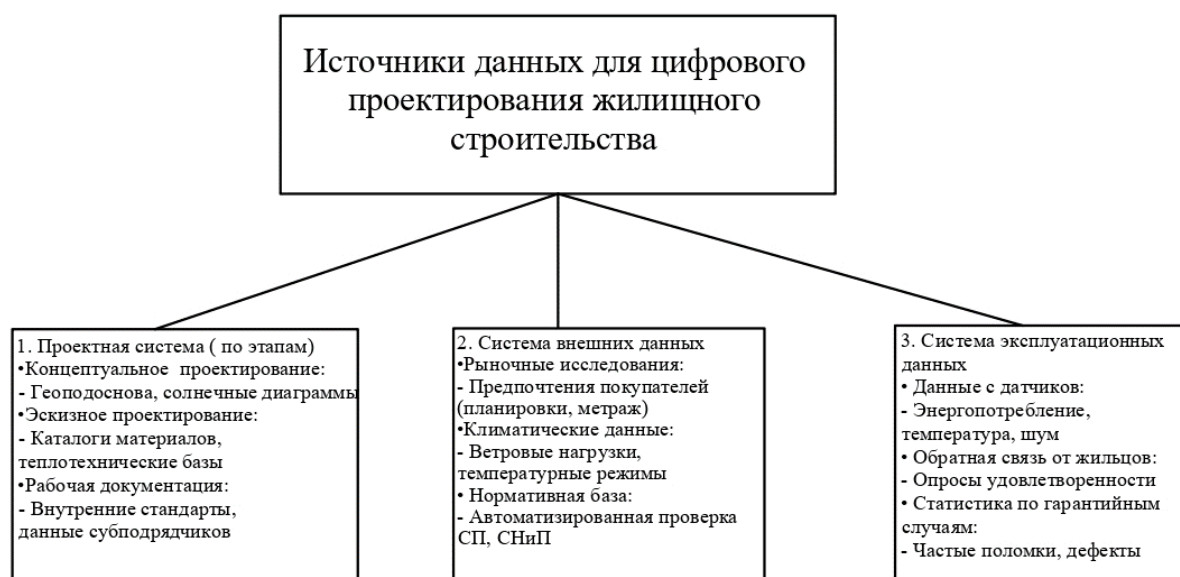 Источники данных для цифрового
проектирования жилищного
строительства
1. Проектная система ( по этапам)
•Концептуальное проектирование:
- Геоподоснова, солнечные диаграммы
•Эскизное проектирование:
- Каталоги материалов,
теплотехнические базы
•Рабочая документация:
- Внутренние стандарты,
данные субподрядчиков
2. Система внешних данных
•Рыночные исследования:
- Предпочтения покупателей
(планировки, метраж)
•Климатические данные:
- Ветровые нагрузки,
температурные режимы
• Нормативная база:
- Автоматизированная проверка
СП, СНиП
3. Система эксплуатационных
данных
• Данные с датчиков:
- Энергопотребление,
температура, шум
• Обратная связь от жильцов:
- Опросы удовлетворенности
• Статистика по гарантийным
случаям:
- Частые поломки, дефекты